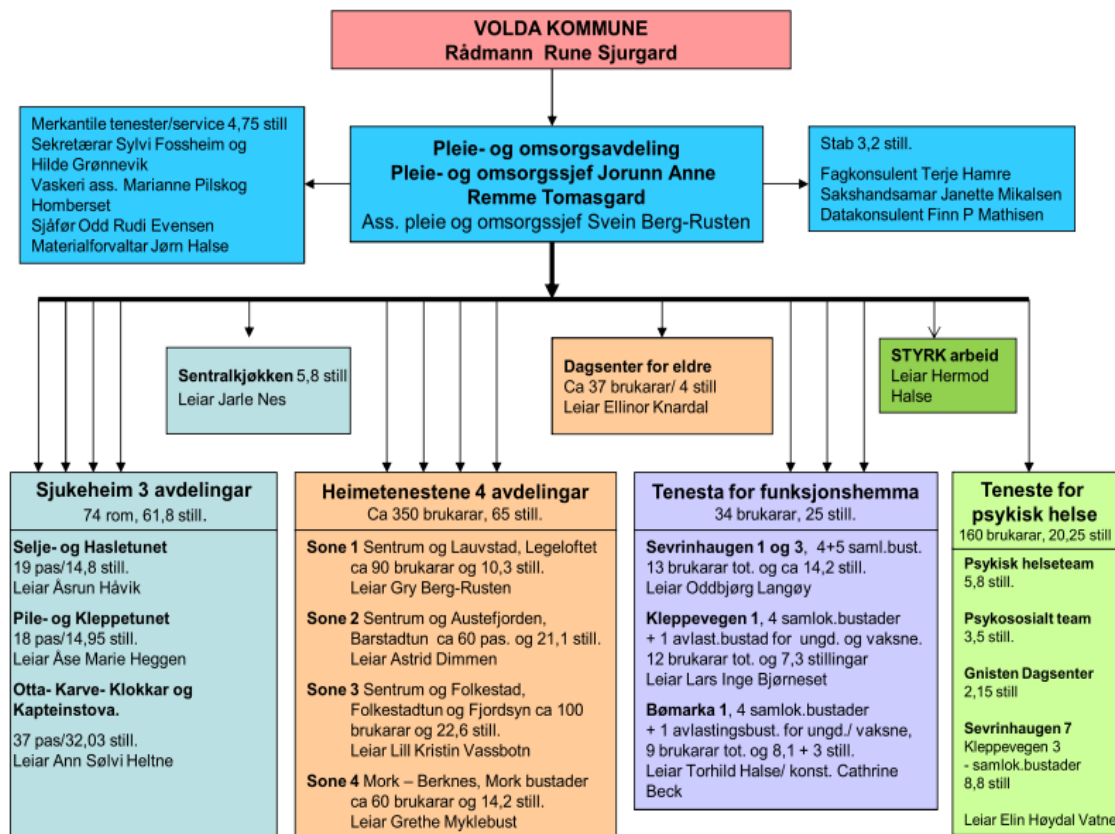 VOLDA KOMMUNE
Rådmann Rune Sjurgard
Merkantile tenester/service 4,75 still
Sekretærar Sylvi Fossheim og
Hilde Grønnevik
Vaskeri ass. Marianne Pilskog
Homberset
Sjåfør Odd Rudi Evensen
Materialforvaltar Jørn Halse
Pleie- og omsorgsavdeling
Pleie- og omsorgssjef Jorunn Anne
Remme Tomasgard
Ass. pleie og omsorgssjef Svein Berg-Rusten
Stab 3,2 still.
Fagkonsulent Terje Hamre
Sakshandsamar Janette Mikalsen
Datakonsulent Finn P Mathisen
Sentralkjøkken 5,8 still
Leiar Jarle Nes
Dagsenter for eldre
Ca 37 brukarar/ 4 still
Leiar Ellinor Knardal
STYRK arbeid
Leiar Hermod
Halse
Sjukeheim 3 avdelingar
74 rom, 61,8 still.
Selje- og Hasletunet
19 pas/14,8 still.
Leiar Åsrun Håvik
Pile- og Kleppetunet
18 pas/14,95 still.
Leiar Åse Marie Heggen
Otta- Karve- Klokkar og
Kapteinstova.
37 pas/32,03 still.
Leiar Ann Sølvi Heltne
Heimetenestene 4 avdelingar
Ca 350 brukarar, 65 still.
Sone 1 Sentrum og Lauvstad, Legeloftet
ca 90 brukarar og 10,3 still.
Leiar Gry Berg-Rusten
Sone 2 Sentrum og Austefjorden,
Barstadtun ca 60 pas. og 21,1 still.
Leiar Astrid Dimmen
Sone 3 Sentrum og Folkestad,
Folkestadtun og Fjordsyn ca 100
brukarar og 22,6 still.
Leiar Lill Kristin Vassbotn
Sone 4 Mork – Berknes, Mork bustader
ca 60 brukarar og 14,2 still.
Leiar Grethe Myklebust
Tenesta for funksjonshemma
34 brukarar, 25 still.
Sevrinhaugen 1 og 3, 4+5 saml.bust.
13 brukarar tot. og ca 14,2 still.
Leiar Oddbjørg Langøy
Kleppevegen 1, 4 samlok.bustader
+ 1 avlast.bustad for ungd. og vaksne.
12 brukarar tot. og 7,3 stillingar
Leiar Lars Inge Bjørneset
Bømarka 1, 4 samlok.bustader
+ 1 avlastingsbust. for ungd./ vaksne,
9 brukarar tot. og 8,1 + 3 still.
Leiar Torhild Halse/ konst. Cathrine
Beck
Teneste for
psykisk helse
160 brukarar, 20,25 still
Psykisk helseteam
5,8 still.
Psykososialt team
3,5 still.
Gnisten Dagsenter
2,15 still
Sevrinhaugen 7
Kleppevegen 3
- samlok.bustader
8,8 still
Leiar Elin Høydal Vatne